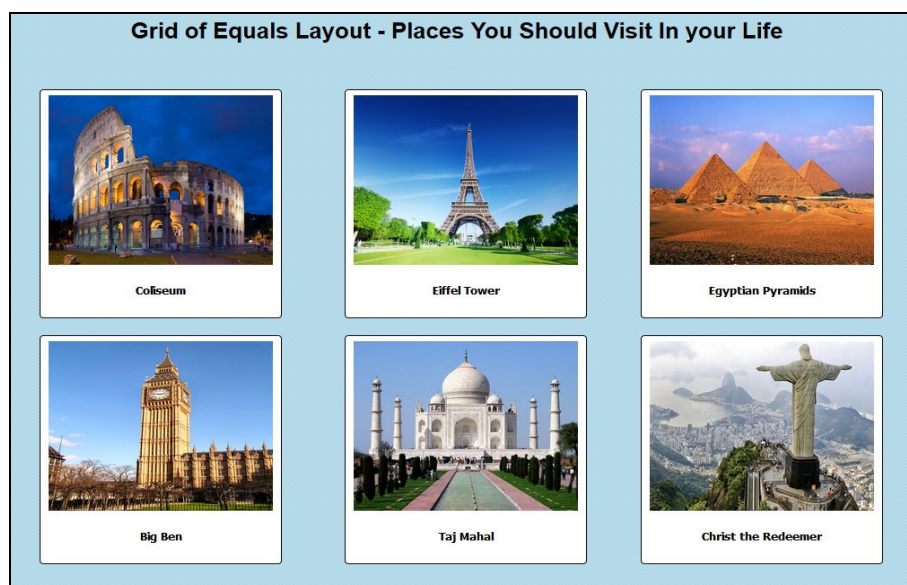 Grid of Equals Layout - Places You Should Visit In your Life
Coliseum
Eiffel Tower
Egyptian Pyramids
Big Ben
Taj Mahal
Christ the Redeemer